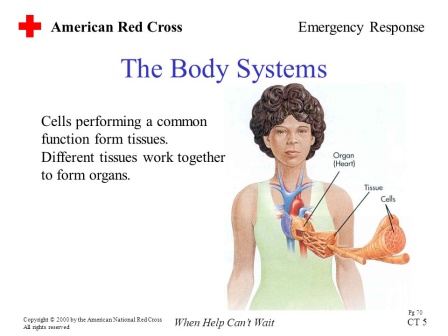 American Red Cross
Emergency Response
The Body Systems
Cells performing a common
function form tissues.
Different tissues work together
to form organs.
Organ
(Heart)
Tissue
Cells
Copyright © 2000 by the American National Red Cross
All rights reserved
When Help Can't Wait
Pg 70
CT 5